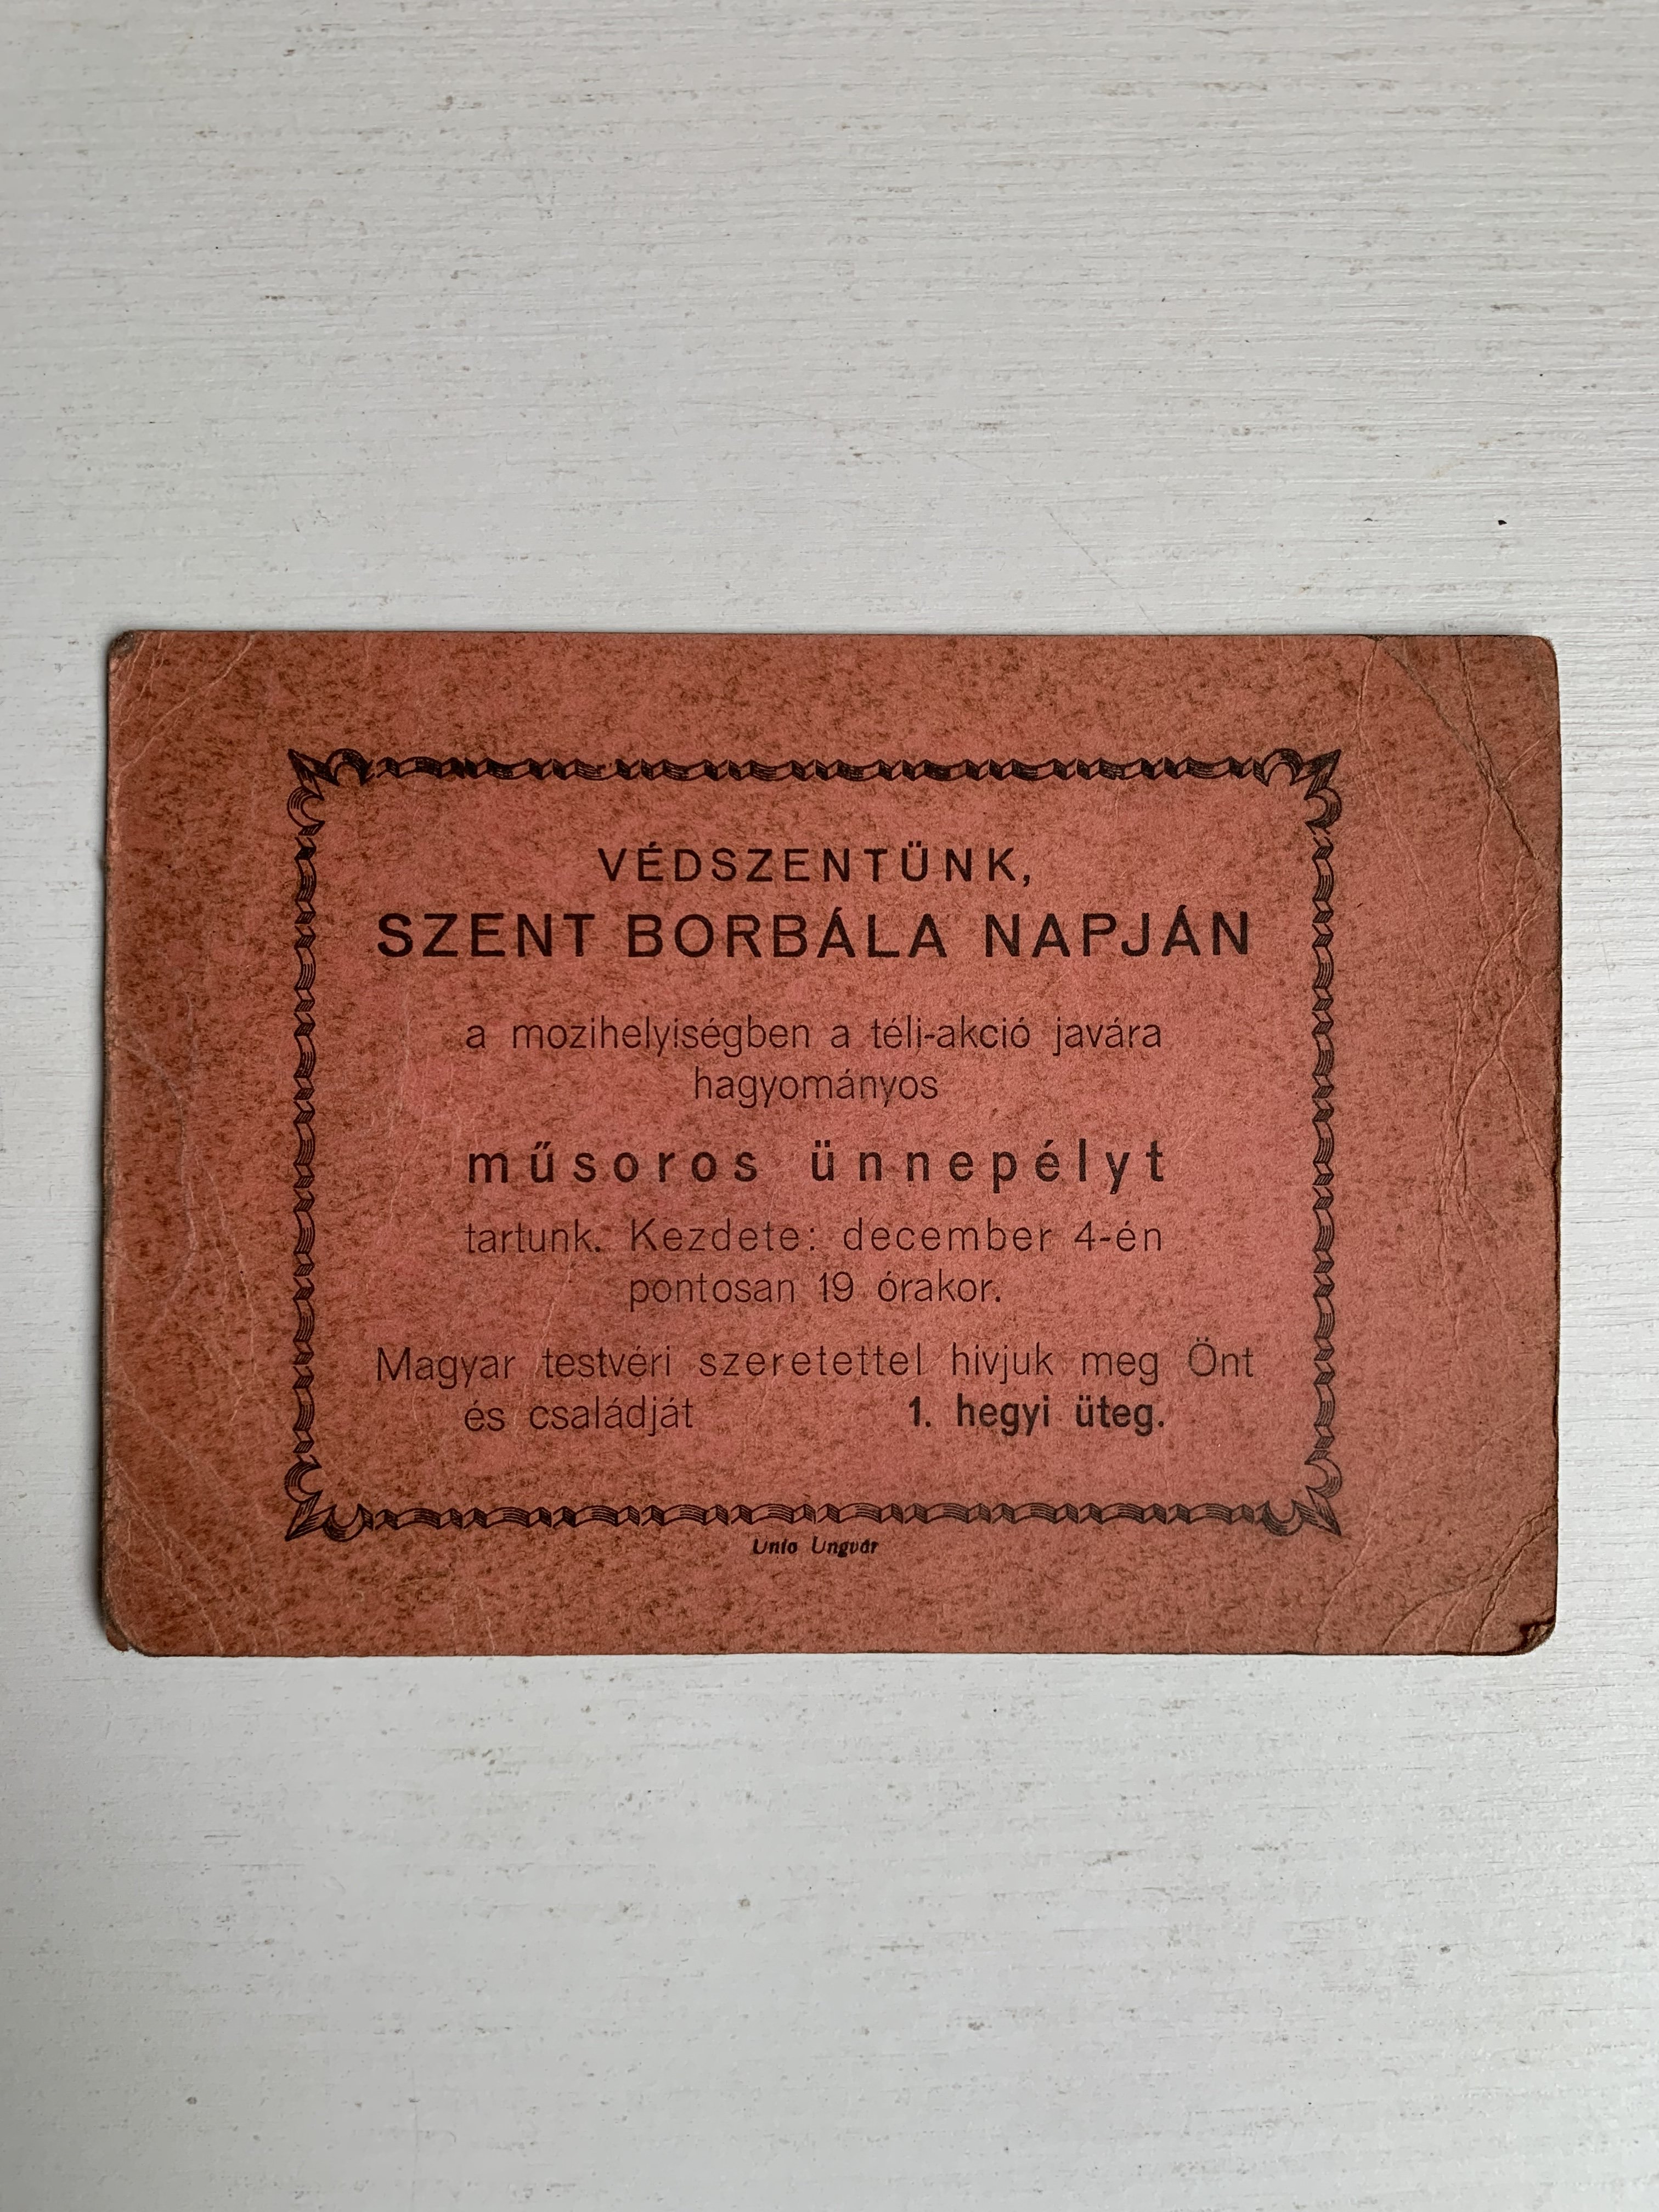 VÉDSZENTÜNK,
SZENT BORBÁLA NAPJÁN
a mozihelyiségben a téli-akció javára
hagyományos
műsoros ünnepélyt
tartunk. Kezdete: december 4-én
pontosan 19 órakor.
Magyar testvéri szeretettel hivjuk meg Önt
és családját 1. hegyi üteg.
Unio Ungvár